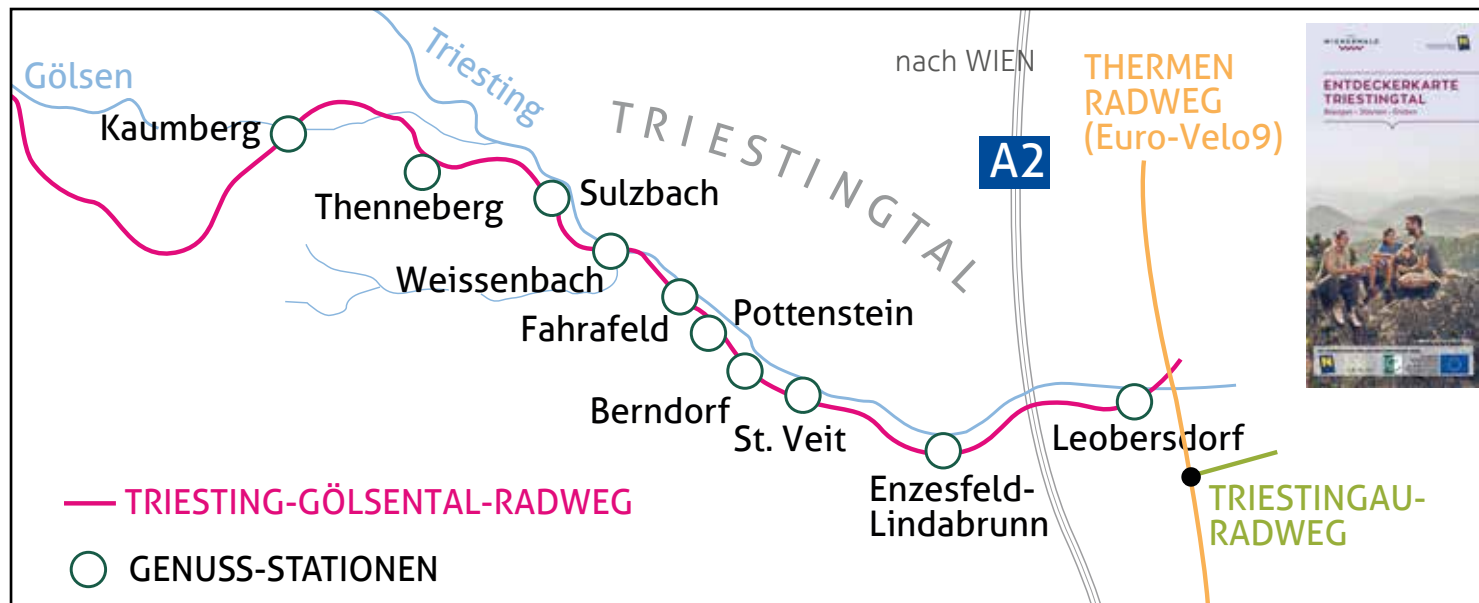 Gölsen
Triesting
nach WIEN
THERMEN
RADWEG
(Euro-Velo9)
WIENERWALD
ENTDECKERKARTE
TRIESTINGTAL
Kaumberg
TRIESTINGTAL
A2
Thenneberg
Sulzbach
Weissenbach
Fahrafeld
Pottenstein
Berndorf
St. Veit
Leobersdorf
Enzesfeld-
Lindabrunn
TRIESTINGAU-
RADWEG
TRIESTING-GÖLSENTAL-RADWEG
GENUSS-STATIONEN